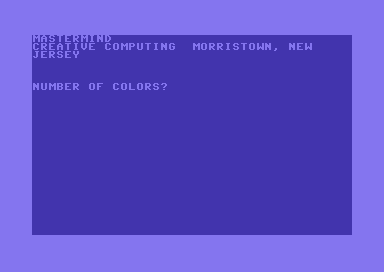 MASTERMIND
CREATIVE COMPUTING  MORRISTOWN, NEW
JERSEY
NUMBER OF COLORS?